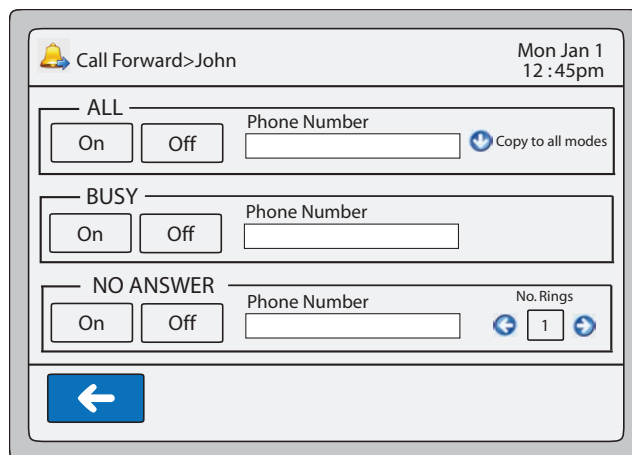 Call Forward>John
Mon Jan 1
12:45pm
ALL
On
Off
Phone Number
Copy to all modes
BUSY
On
Off
Phone Number
NO ANSWER
On
Off
Phone Number
No. Rings
1